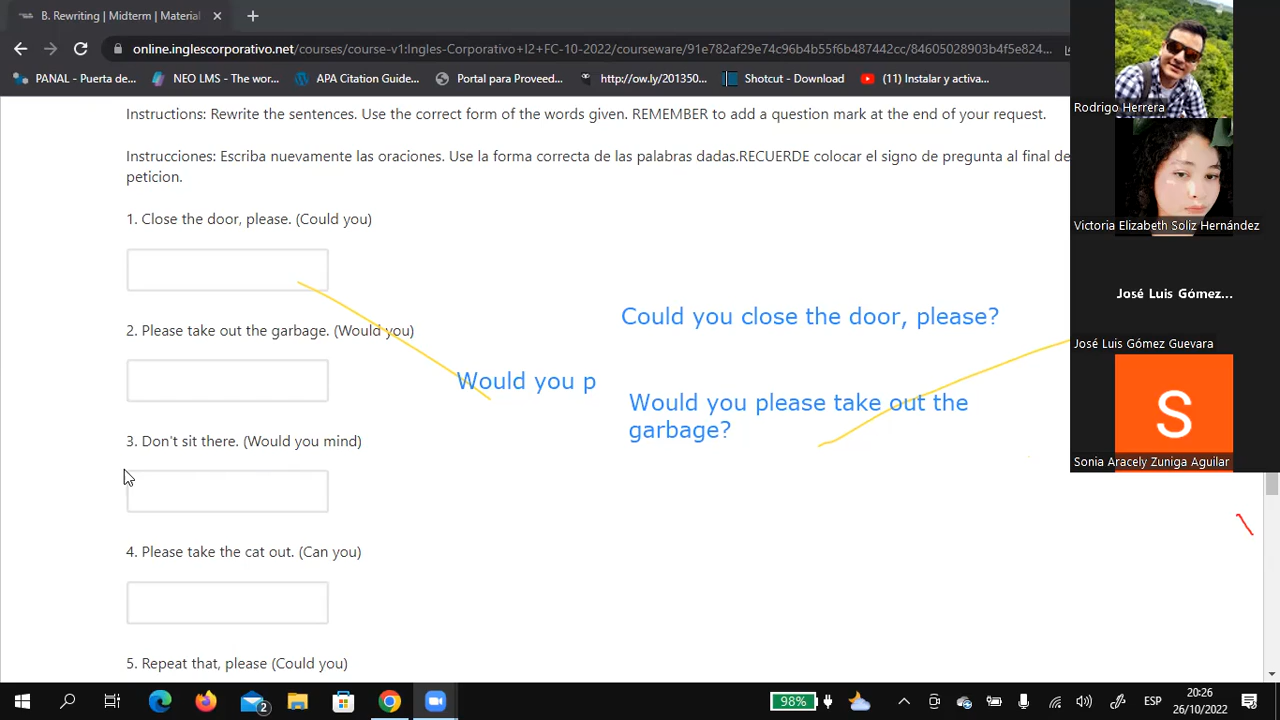 B. Rewriting | Midterm | Material
online.inglescorporativo.net/courses/course-v1:Ingles-Corporativo+I2+FC-10-2022/courseware/91e782af29e74c96b4b55f6b487442cc/84605028903b4f5e824...
PANAL - Puerta de...
NEO LMS - The wor...
APA Citation Guide...
Portal para Proveed...
http://ow.ly/201350...
Shotcut - Download
(11) Instalar y activa...
Instructions: Rewrite the sentences. Use the correct form of the words given. REMEMBER to add a question mark at the end of your request.
Instrucciones: Escriba nuevamente las oraciones. Use la forma correcta de las palabras dadas.RECUERDE colocar el signo de pregunta al final de
peticion.
1. Close the door, please. (Could you)
2. Please take out the garbage. (Would you)
3. Don't sit there. (Would you mind)
4. Please take the cat out. (Can you)
5. Repeat that, please (Could you)
Could you close the door, please?
Would you p
Would you please take out the
garbage?
Rodrigo Herrera
Victoria Elizabeth Soliz Hernández
José Luis Gómez...
José Luis Gómez Guevara
S
Sonia Aracely Zuniga Aguilar
2
98%
ESP
20:26
26/10/2022